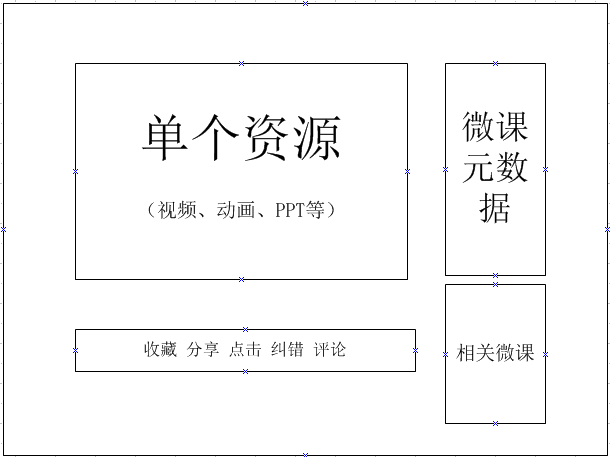 单个资源
（视频、动画、PPT等）
微课
元数
据
收藏 分享 点击 纠错 评论
相关微课